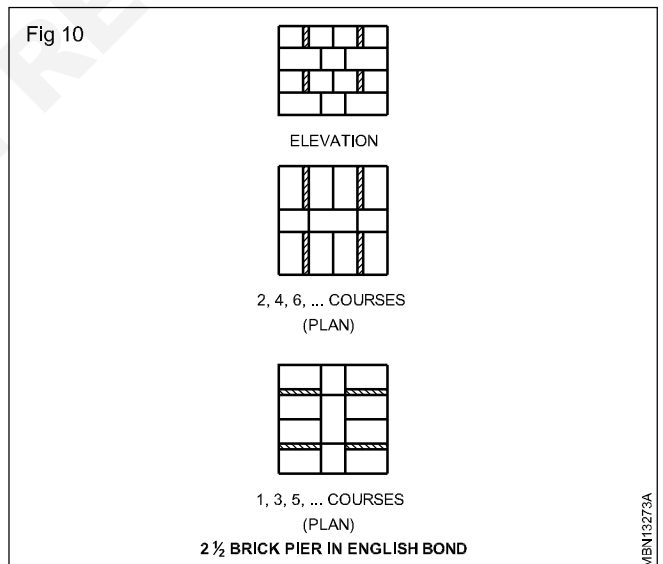 Fig 10
ELEVATION
2, 4, 6, ... COURSES
(PLAN)
1, 3, 5, ... COURSES
(PLAN)
2 ½ BRICK PIER IN ENGLISH BOND
MBN13273A
RE